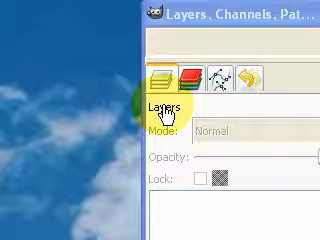 Layers, Channels, Pat...
Layers
Mode: Normal
Opacity:
Lock: